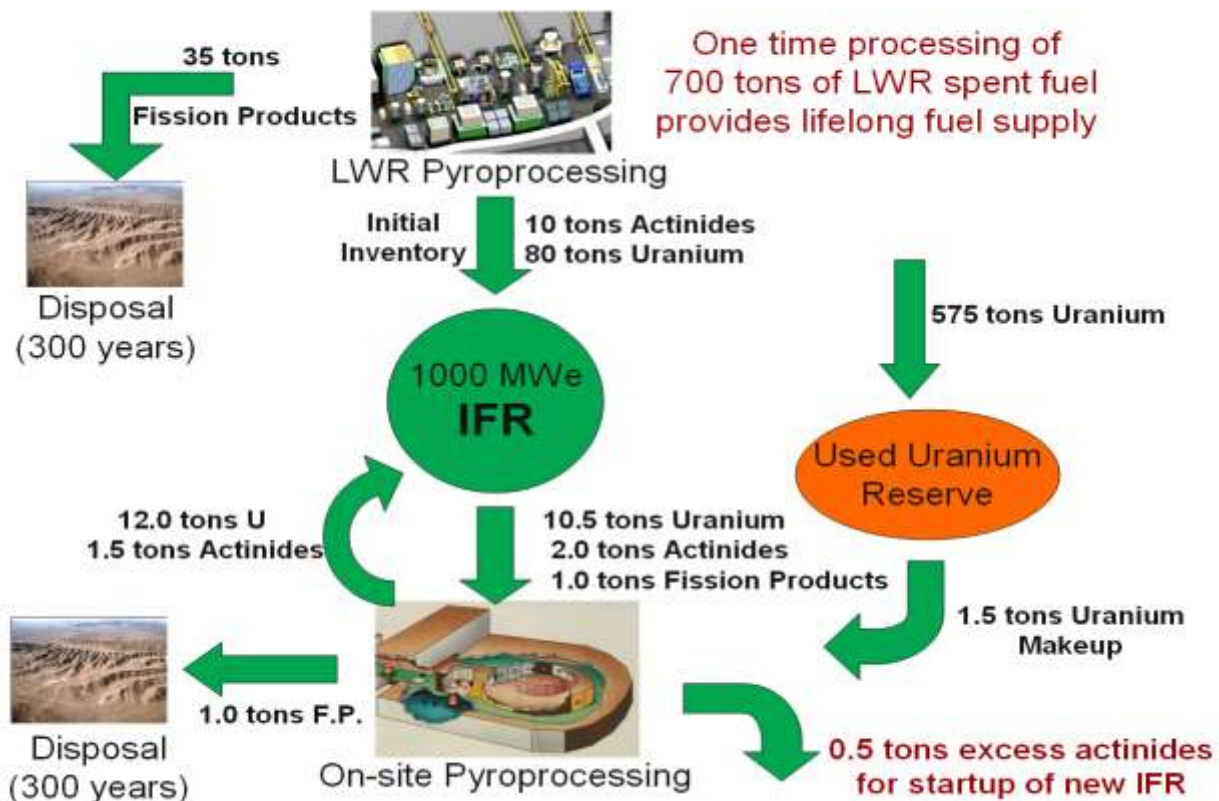 35 tons
Fission Products
One time processing of
700 tons of LWR spent fuel
provides lifelong fuel supply
LWR Pyroprocessing
Disposal
(300 years)
Initial
Inventory
10 tons Actinides
80 tons Uranium
575 tons Uranium
1000 MWe
IFR
Used Uranium
Reserve
12.0 tons U
1.5 tons Actinides
10.5 tons Uranium
2.0 tons Actinides
1.0 tons Fission Products
1.5 tons Uranium
Makeup
1.0 tons F.P.
Disposal
(300 years)
On-site Pyroprocessing
0.5 tons excess actinides
for startup of new IFR